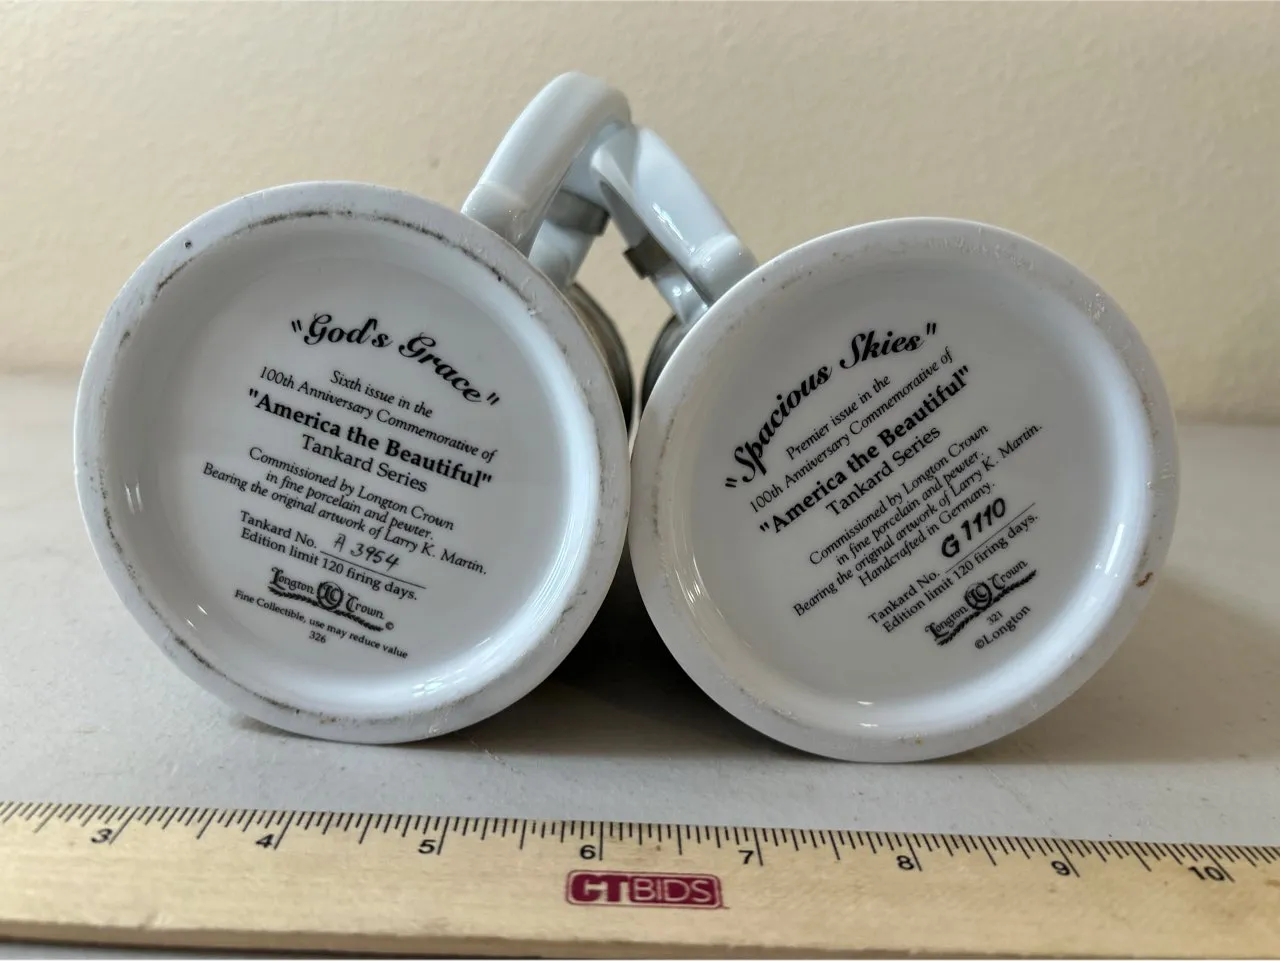 "God's Grace"
Sixth issue in the
100th Anniversary Commemorative of
"America the Beautiful"
Tankard Series
Commissioned by Longton Crown
in fine porcelain and pewter.
Bearing the original artwork of Larry K. Martin.
Tankard No. A 3954
Edition limit 120 firing days.
Longton LC Crown ©
Fine Collectible, use may reduce value
326
"Spacious Skies"
Premier issue in the
100th Anniversary Commemorative of
"America the Beautiful"
Tankard Series
Commissioned by Longton Crown
in fine porcelain and pewter.
Bearing the original artwork of Larry K. Martin.
Handcrafted in Germany.
Tankard No. G 1110
Edition limit 120 firing days.
Longton LC Crown
321
©Longton
3 4 5 6 7 8 9 10
CTBIDS